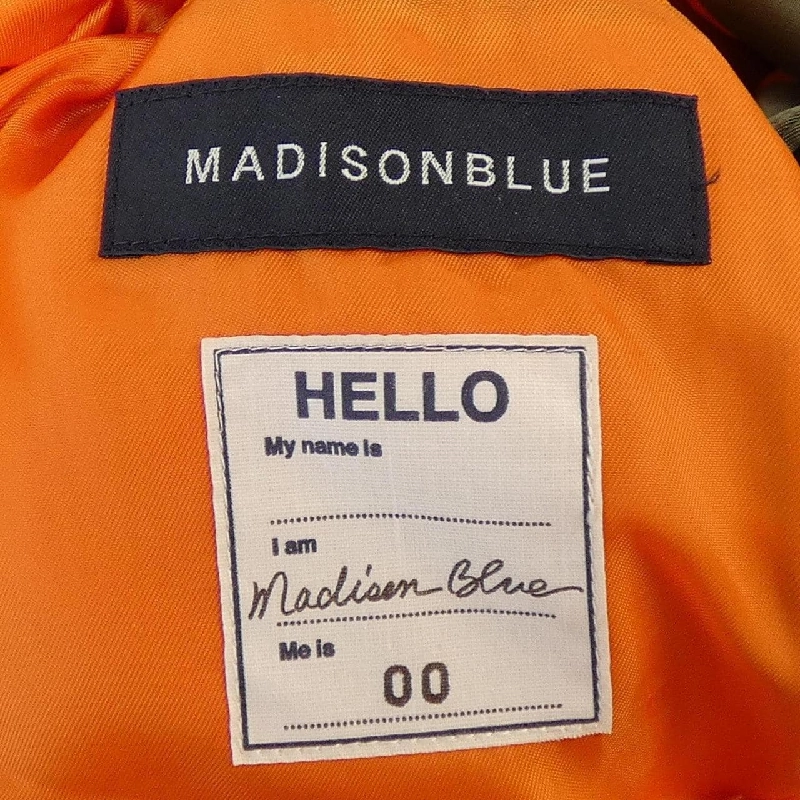 MADISONBLUE
HELLO
My name is
I am
Madison Blue
Me is
00